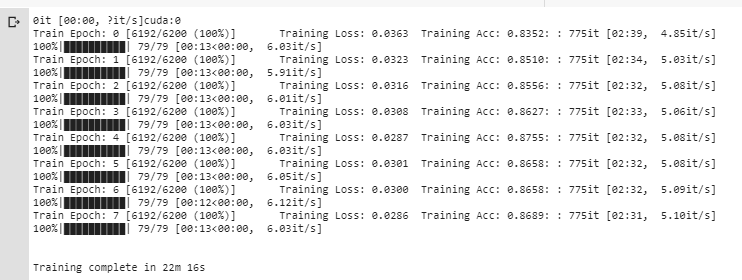 0it [00:00, ?it/s]cuda:0
Train Epoch: 0 [6192/6200 (100%)]	Training Loss: 0.0363	Training Acc: 0.8352: : 775it [02:39,  4.85it/s]
100%|██████████| 79/79 [00:13<00:00,  6.03it/s]
Train Epoch: 1 [6192/6200 (100%)]	Training Loss: 0.0323	Training Acc: 0.8510: : 775it [02:34,  5.03it/s]
100%|██████████| 79/79 [00:13<00:00,  5.91it/s]
Train Epoch: 2 [6192/6200 (100%)]	Training Loss: 0.0316	Training Acc: 0.8556: : 775it [02:32,  5.08it/s]
100%|██████████| 79/79 [00:13<00:00,  6.01it/s]
Train Epoch: 3 [6192/6200 (100%)]	Training Loss: 0.0308	Training Acc: 0.8627: : 775it [02:33,  5.06it/s]
100%|██████████| 79/79 [00:13<00:00,  6.03it/s]
Train Epoch: 4 [6192/6200 (100%)]	Training Loss: 0.0287	Training Acc: 0.8755: : 775it [02:32,  5.08it/s]
100%|██████████| 79/79 [00:13<00:00,  6.03it/s]
Train Epoch: 5 [6192/6200 (100%)]	Training Loss: 0.0301	Training Acc: 0.8658: : 775it [02:32,  5.08it/s]
100%|██████████| 79/79 [00:13<00:00,  6.05it/s]
Train Epoch: 6 [6192/6200 (100%)]	Training Loss: 0.0300	Training Acc: 0.8658: : 775it [02:32,  5.09it/s]
100%|██████████| 79/79 [00:12<00:00,  6.12it/s]
Train Epoch: 7 [6192/6200 (100%)]	Training Loss: 0.0286	Training Acc: 0.8689: : 775it [02:31,  5.10it/s]
100%|██████████| 79/79 [00:13<00:00,  6.03it/s]
Training complete in 22m 16s